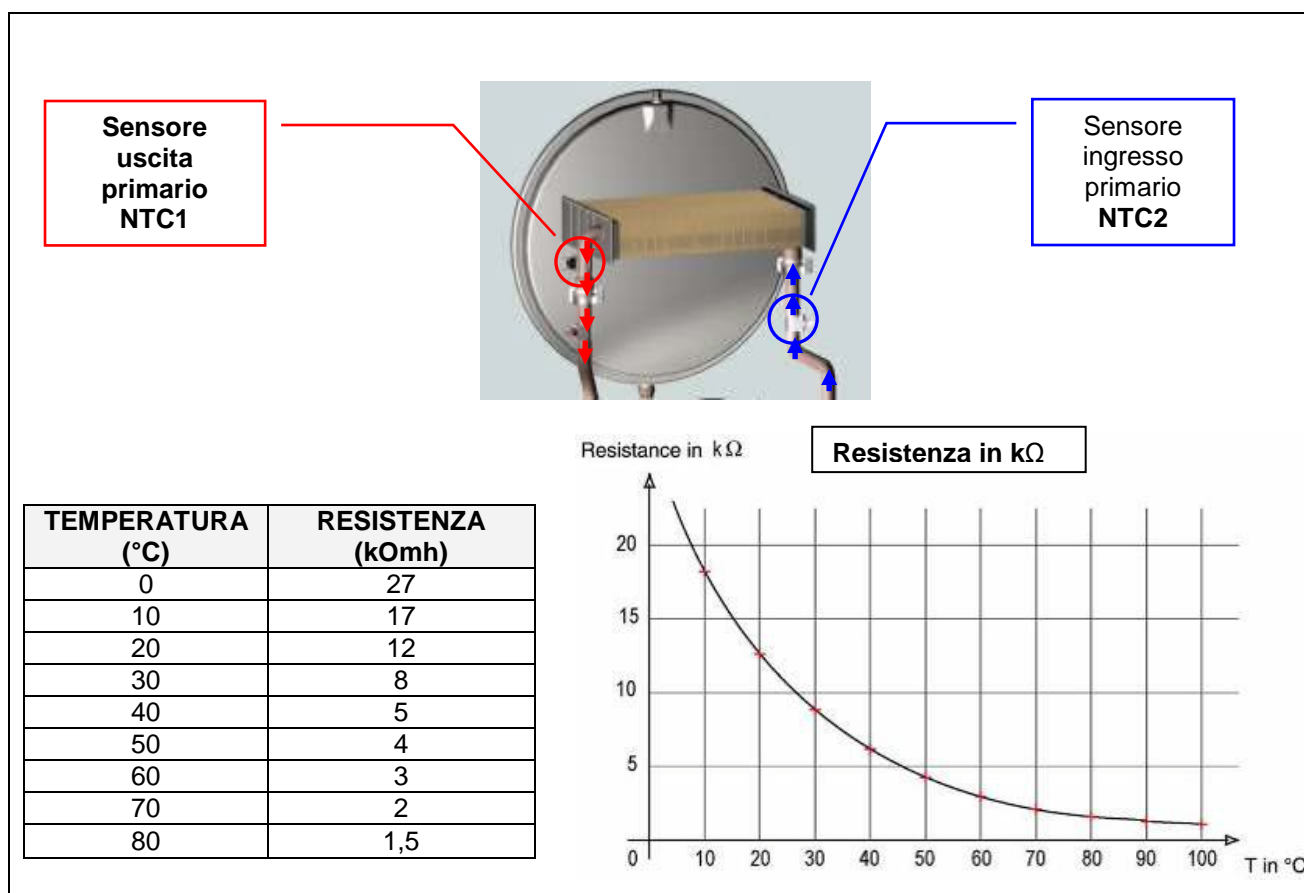 Sensore
uscita
primario
NTC1
Sensore
ingresso
primario
NTC2
Resistance in kΩ
Resistenza in kΩ
TEMPERATURA
(°C)
RESISTENZA
(kOmh)
0 27
10 17
20 12
30 8
40 5
50 4
60 3
70 2
80 1,5
20
15
10
5
0 10 20 30 40 50 60 70 80 90 100 T in °C